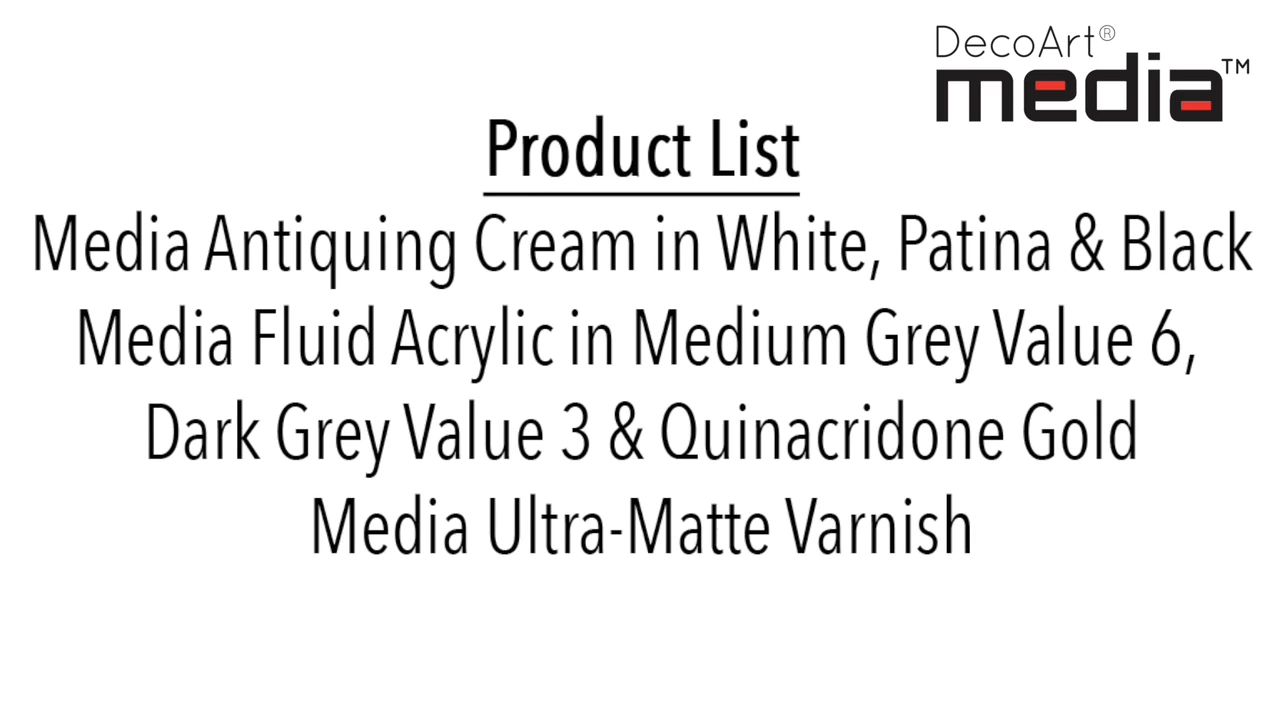 DecoArt®
media™
Product List
Media Antiquing Cream in White, Patina & Black
Media Fluid Acrylic in Medium Grey Value 6,
Dark Grey Value 3 & Quinacridone Gold
Media Ultra-Matte Varnish